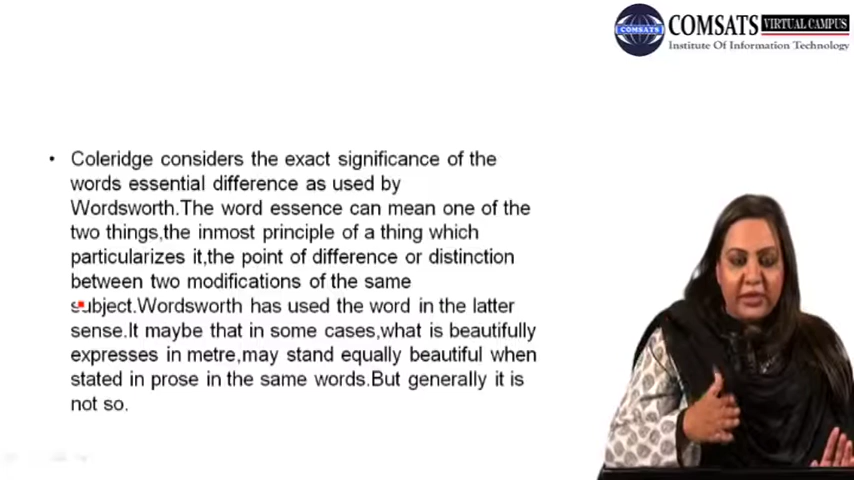 COMSATS VIRTUAL CAMPUS
COMSATS
Institute Of Information Technology
• Coleridge considers the exact significance of the
words essential difference as used by
Wordsworth.The word essence can mean one of the
two things,the inmost principle of a thing which
particularizes it,the point of difference or distinction
between two modifications of the same
subject.Wordsworth has used the word in the latter
sense.It maybe that in some cases,what is beautifully
expresses in metre,may stand equally beautiful when
stated in prose in the same words.But generally it is
not so.